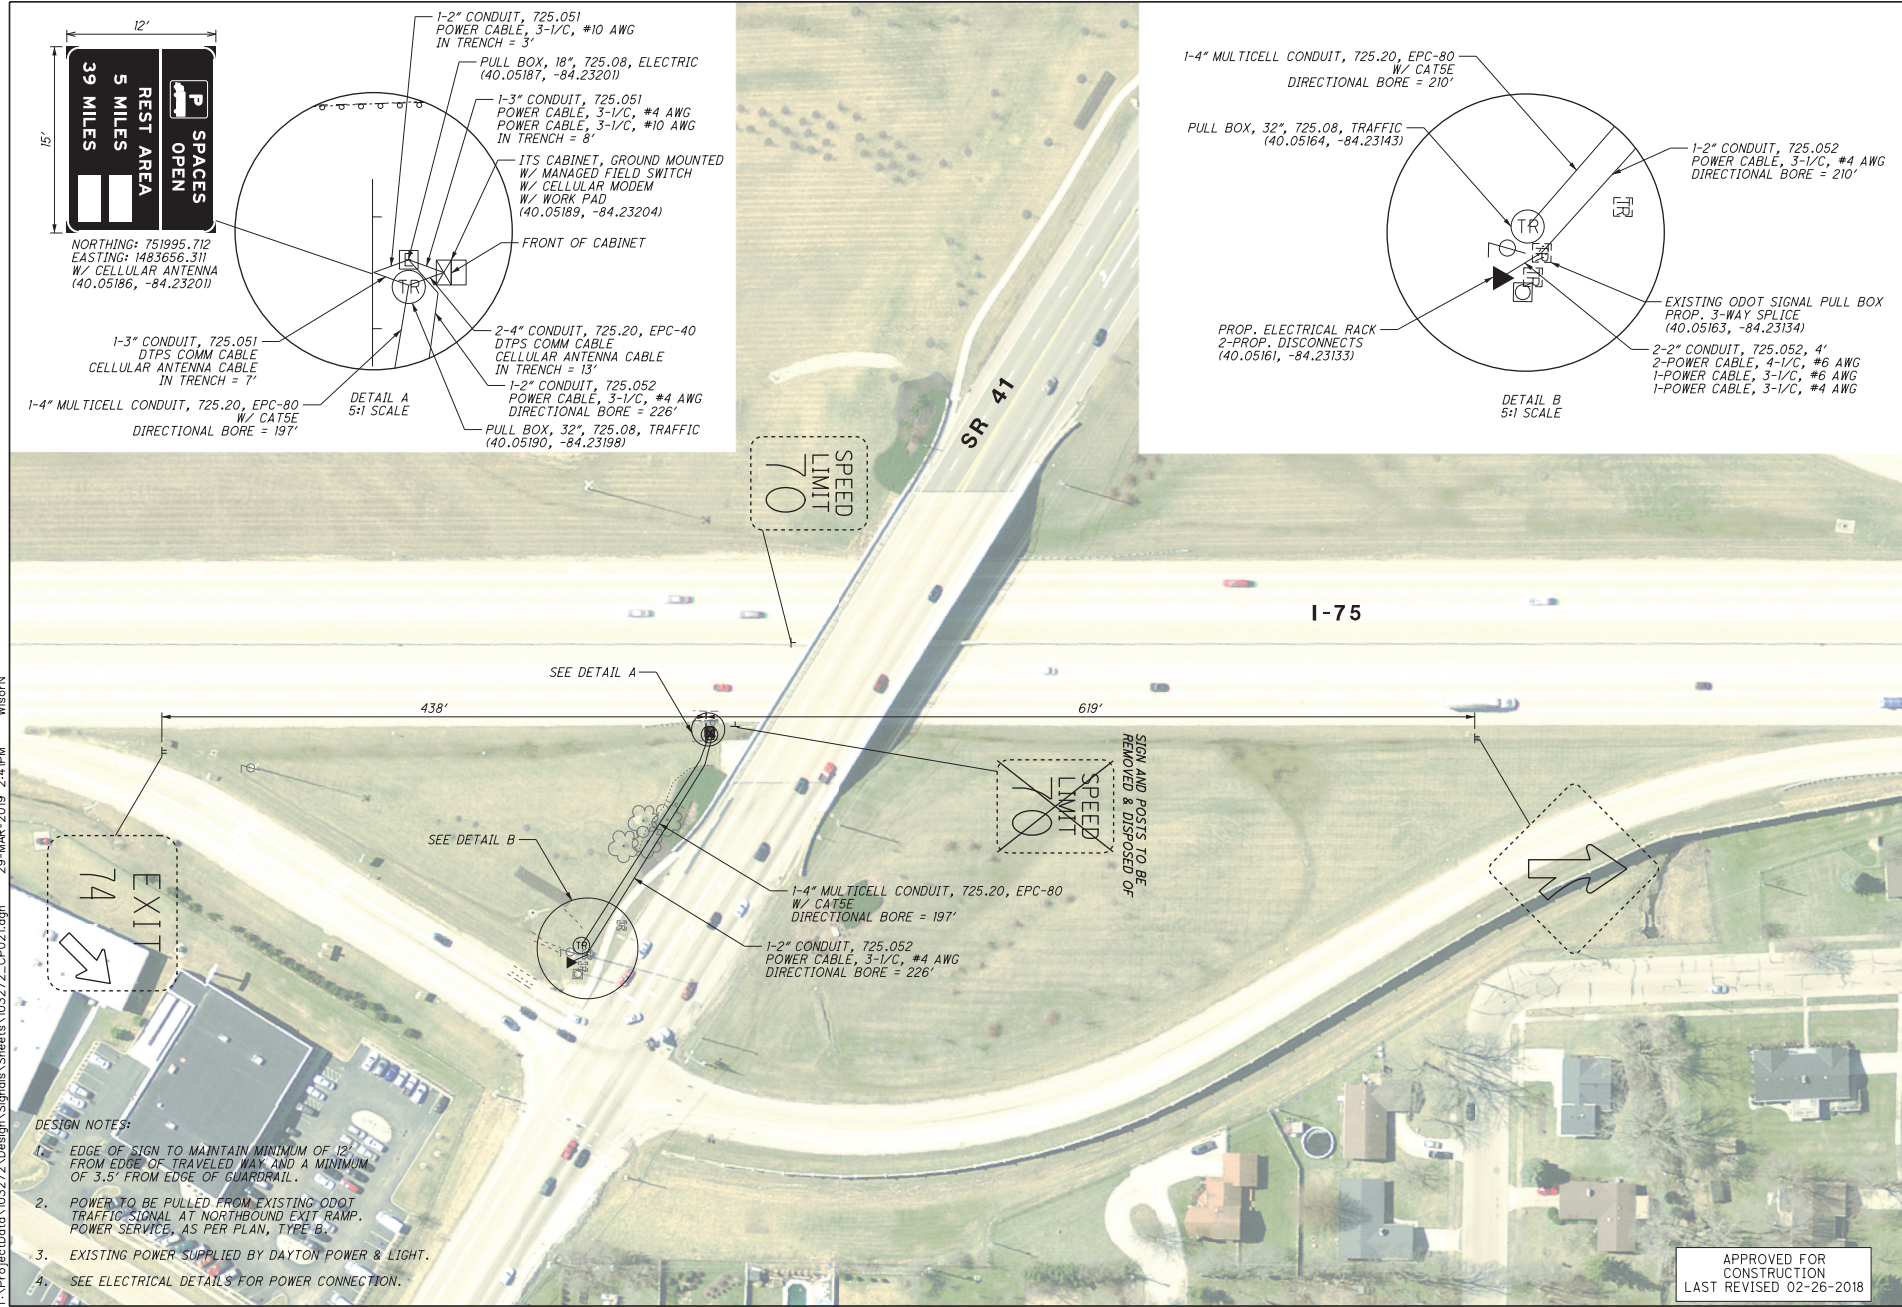 12'
15'
P SPACES
OPEN
REST AREA
5 MILES
39 MILES
NORTHING: 751995.712
EASTING: 1483656.311
W/ CELLULAR ANTENNA
(40.05186, -84.23201)
1-2" CONDUIT, 725.051
POWER CABLE, 3-1/C, #10 AWG
IN TRENCH = 3'
PULL BOX, 18", 725.08, ELECTRIC
(40.05187, -84.23201)
1-3" CONDUIT, 725.051
POWER CABLE, 3-1/C, #4 AWG
POWER CABLE, 3-1/C, #10 AWG
IN TRENCH = 8'
ITS CABINET, GROUND MOUNTED
W/ MANAGED FIELD SWITCH
W/ CELLULAR MODEM
W/ WORK PAD
(40.05189, -84.23204)
FRONT OF CABINET
TR
1-3" CONDUIT, 725.051
DTPS COMM CABLE
CELLULAR ANTENNA CABLE
IN TRENCH = 7'
1-4" MULTICELL CONDUIT, 725.20, EPC-80
W/ CAT5E
DIRECTIONAL BORE = 197'
DETAIL A
5:1 SCALE
2-4" CONDUIT, 725.20, EPC-40
DTPS COMM CABLE
CELLULAR ANTENNA CABLE
IN TRENCH = 13'
1-2" CONDUIT, 725.052
POWER CABLE, 3-1/C, #4 AWG
DIRECTIONAL BORE = 226'
PULL BOX, 32", 725.08, TRAFFIC
(40.05190, -84.23198)
1-4" MULTICELL CONDUIT, 725.20, EPC-80
W/ CAT5E
DIRECTIONAL BORE = 210'
PULL BOX, 32", 725.08, TRAFFIC
(40.05164, -84.23143)
1-2" CONDUIT, 725.052
POWER CABLE, 3-1/C, #4 AWG
DIRECTIONAL BORE = 210'
TR
TR
TR
TR
EXISTING ODOT SIGNAL PULL BOX
PROP. 3-WAY SPLICE
(40.05163, -84.23134)
PROP. ELECTRICAL RACK
2-PROP. DISCONNECTS
(40.05161, -84.23133)
2-2" CONDUIT, 725.052, 4'
2-POWER CABLE, 4-1/C, #6 AWG
1-POWER CABLE, 3-1/C, #6 AWG
1-POWER CABLE, 3-1/C, #4 AWG
DETAIL B
5:1 SCALE
SR 41
SPEED
LIMIT
70
I-75
SEE DETAIL A
438'
619'
SIGN AND POSTS TO BE
REMOVED & DISPOSED OF
SPEED
LIMIT
70
SEE DETAIL B
EXIT
74
1-4" MULTICELL CONDUIT, 725.20, EPC-80
W/ CAT5E
DIRECTIONAL BORE = 197'
1-2" CONDUIT, 725.052
POWER CABLE, 3-1/C, #4 AWG
DIRECTIONAL BORE = 226'
TR
TR
DESIGN NOTES:
1. EDGE OF SIGN TO MAINTAIN MINIMUM OF 12'
FROM EDGE OF TRAVELED WAY AND A MINIMUM
OF 3.5' FROM EDGE OF GUARDRAIL.
2. POWER TO BE PULLED FROM EXISTING ODOT
TRAFFIC SIGNAL AT NORTHBOUND EXIT RAMP.
POWER SERVICE, AS PER PLAN, TYPE B.
3. EXISTING POWER SUPPLIED BY DAYTON POWER & LIGHT.
4. SEE ELECTRICAL DETAILS FOR POWER CONNECTION.
APPROVED FOR
CONSTRUCTION
LAST REVISED 02-26-2018